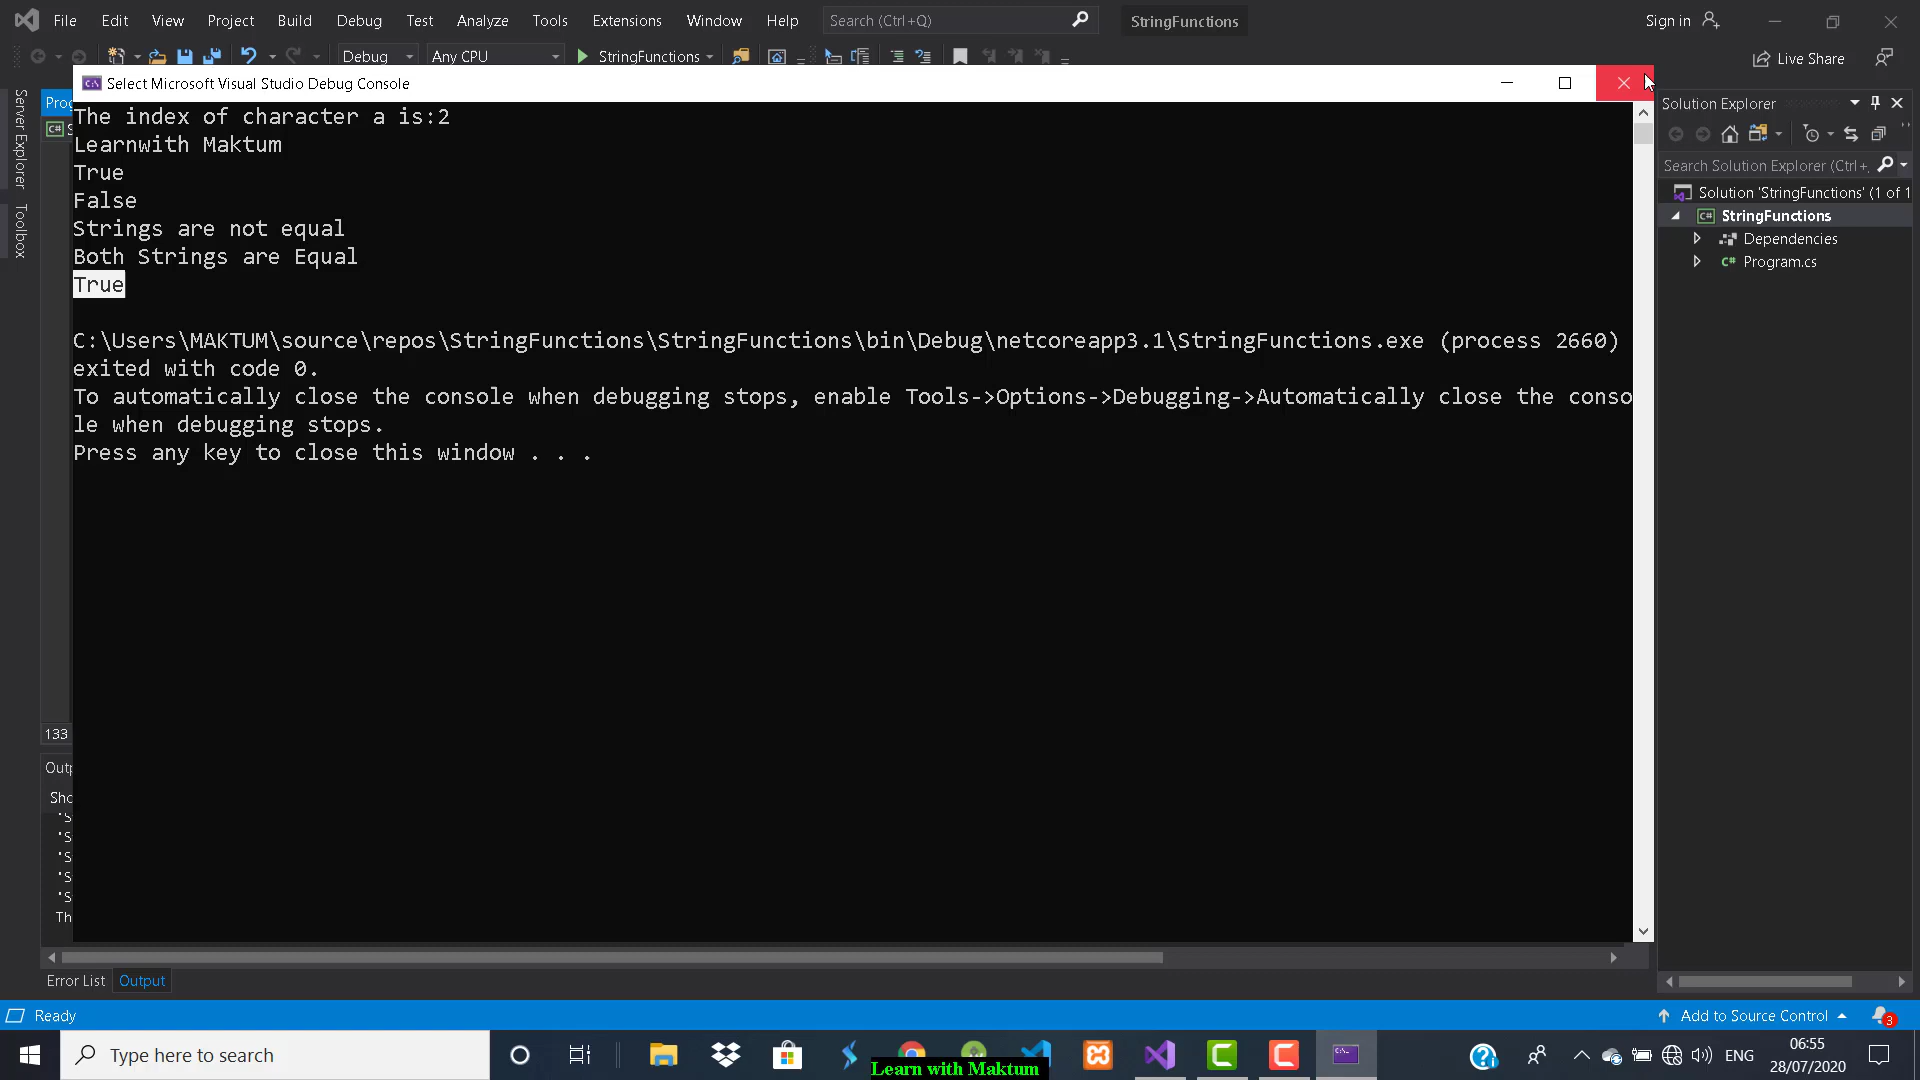 File Edit View Project Build Debug Test Analyze Tools Extensions Window Help Search (Ctrl+Q) StringFunctions Sign in
Debug Any CPU StringFunctions Live Share
Select Microsoft Visual Studio Debug Console
The index of character a is:2
Learnwith Maktum
True
False
Strings are not equal
Both Strings are Equal
True
C:\Users\MAKTUM\source\repos\StringFunctions\StringFunctions\bin\Debug\netcoreapp3.1\StringFunctions.exe (process 2660)
exited with code 0.
To automatically close the console when debugging stops, enable Tools->Options->Debugging->Automatically close the conso
le when debugging stops.
Press any key to close this window . . .
Server Explorer
Toolbox
133
Solution Explorer
Search Solution Explorer (Ctrl+
Solution 'StringFunctions' (1 of 1
C# StringFunctions
Dependencies
C# Program.cs
Error List Output
Ready
Add to Source Control 3
Type here to search
Learn with Maktum
ENG
06:55
28/07/2020